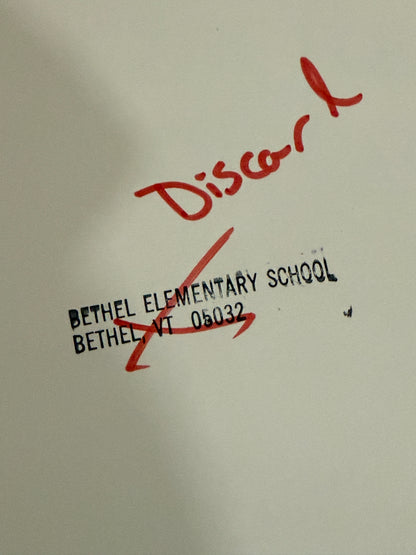 Discard
BETHEL ELEMENTARY SCHOOL
BETHEL, VT 05032